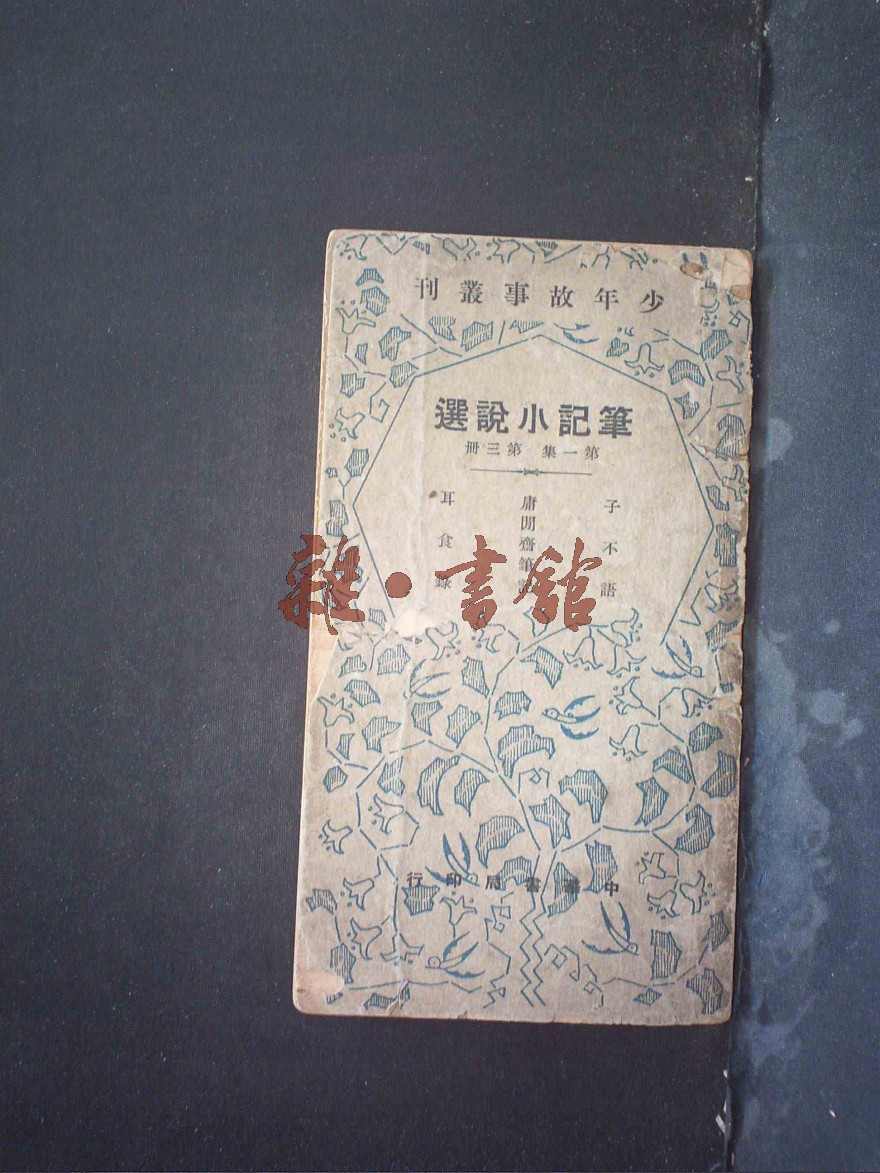 少年故事叢刊
筆記小說選
第一集 第三冊
子不語
庸閒齋筆記
耳食錄
雜·書館
中華書局印行